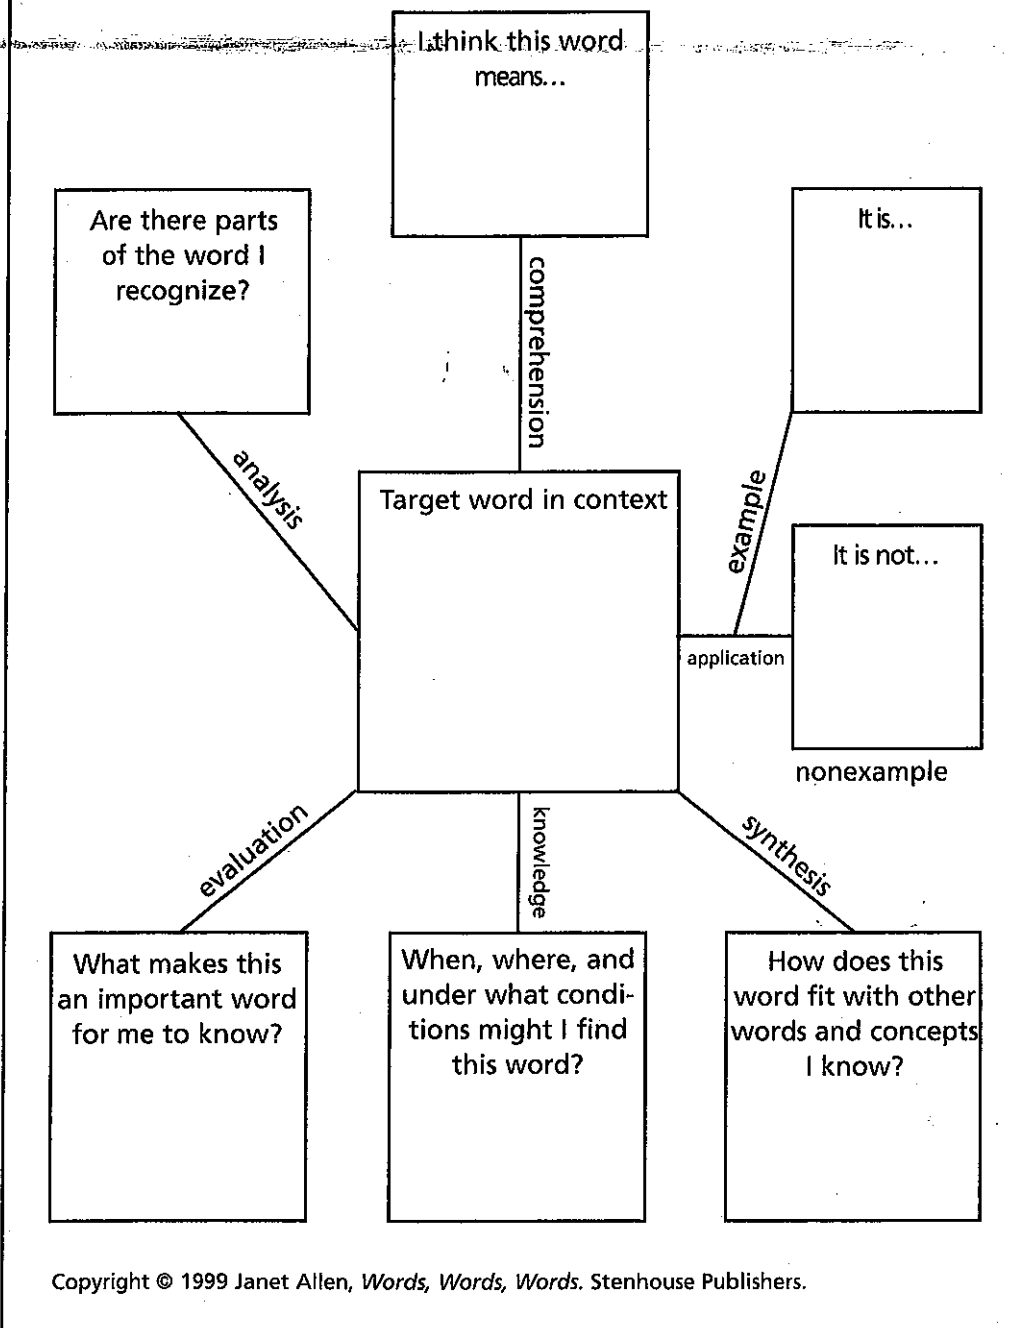 I think this word
means...
Are there parts
of the word I
recognize?
It is...
comprehension
analysis
Target word in context
example
It is not...
application
nonexample
evaluation
knowledge
synthesis
What makes this
an important word
for me to know?
When, where, and
under what condi-
tions might I find
this word?
How does this
word fit with other
words and concepts
I know?
Copyright © 1999 Janet Allen, Words, Words, Words. Stenhouse Publishers.